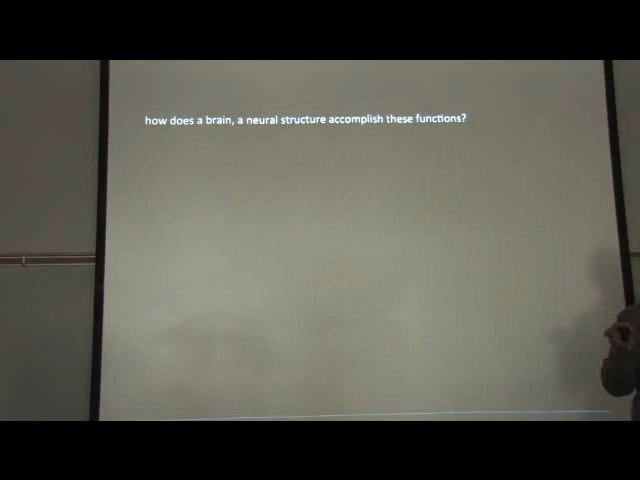 how does a brain, a neural structure accomplish these functions?